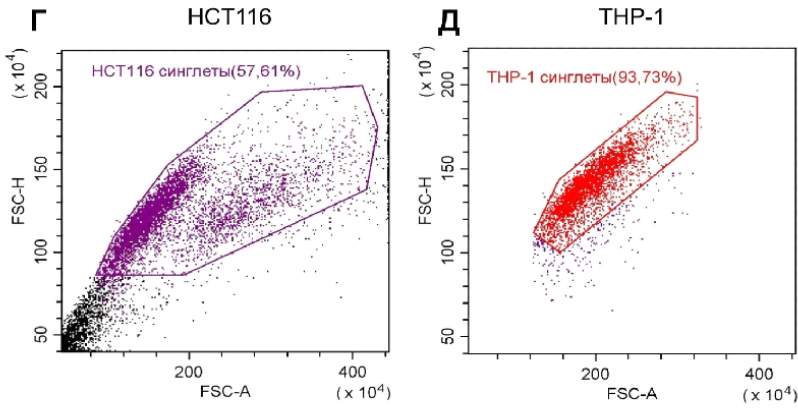 Г
HCT116
(x 10⁴)
HCT116 синглеты(57,61%)
200
150
100
50
FSC-H
200
400
FSC-A
(x 10⁴)
Д
THP-1
(x 10⁴)
THP-1 синглеты(93,73%)
200
150
100
50
FSC-H
200
400
FSC-A
(x 10⁴)